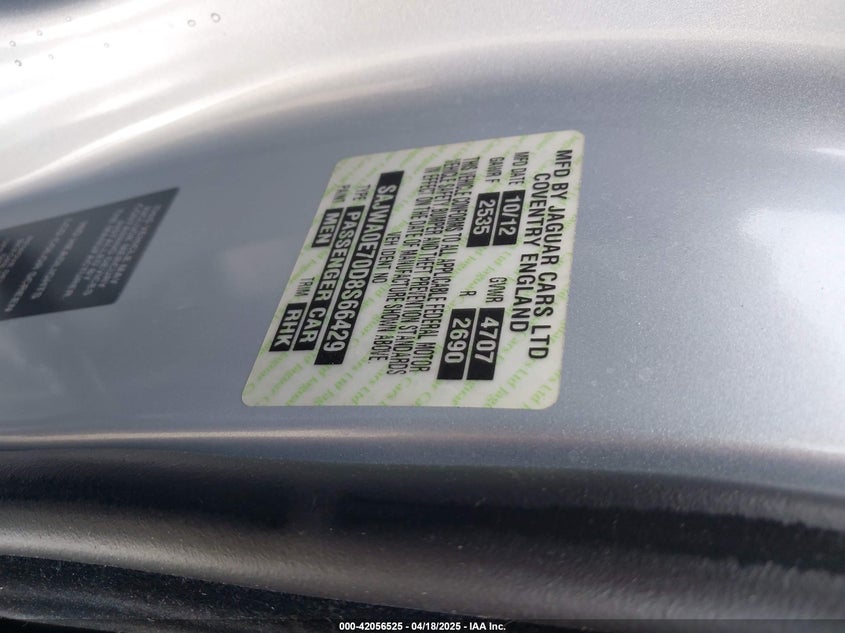 MFD BY JAGUAR CARS LTD
COVENTRY ENGLAND
MFD DATE 10/12 GVWR 4707
GAWR F 2535 R 2690
THIS VEHICLE CONFORMS TO ALL APPLICABLE FEDERAL MOTOR
VEHICLE SAFETY, BUMPER AND THEFT PREVENTION STANDARDS
IN EFFECT ON THE DATE OF MANUFACTURE SHOWN ABOVE
VEH IDENT NO.
SAJWA0E70D8S66429
TYPE PASSENGER CAR
PAINT MEN TRIM RHK
000-42056525 - 04/18/2025 - IAA Inc.